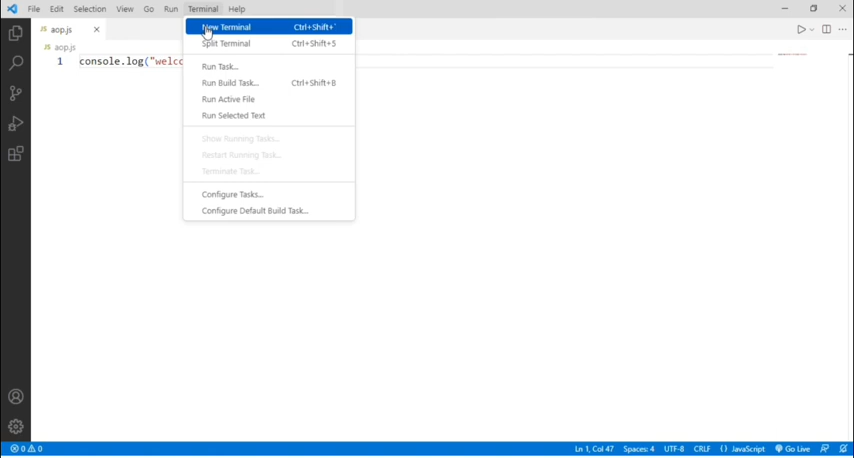 File Edit Selection View Go Run Terminal Help
JS aop.js
JS aop.js
1 console.log("welco
New Terminal Ctrl+Shift+`
Split Terminal Ctrl+Shift+5
Run Task...
Run Build Task... Ctrl+Shift+B
Run Active File
Run Selected Text
Show Running Tasks...
Restart Running Task...
Terminate Task...
Configure Tasks...
Configure Default Build Task...
0 0 Ln 1, Col 47 Spaces: 4 UTF-8 CRLF {} JavaScript Go Live